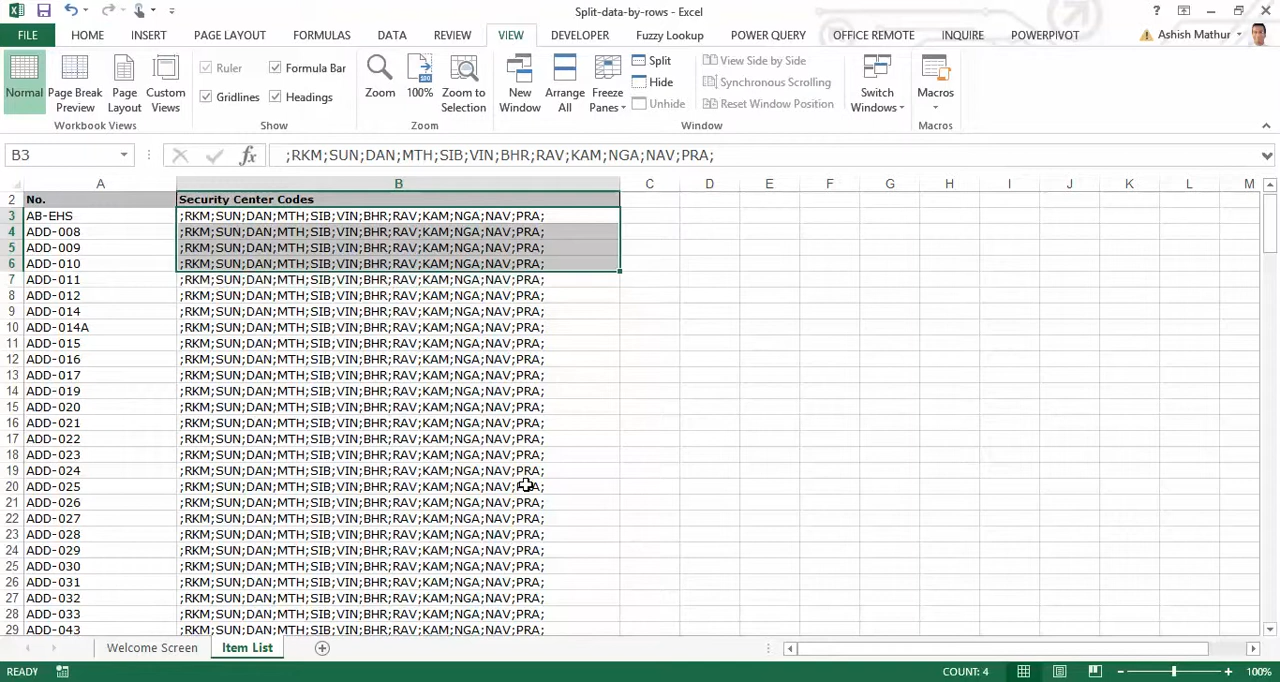 Split-data-by-rows - Excel
FILE HOME INSERT PAGE LAYOUT FORMULAS DATA REVIEW VIEW DEVELOPER Fuzzy Lookup POWER QUERY OFFICE REMOTE INQUIRE POWERPIVOT Ashish Mathur
Ruler Formula Bar Split View Side by Side
Normal Page Break Preview Page Layout Custom Views Gridlines Headings Zoom 100% Zoom to Selection New Window Arrange All Freeze Panes Hide Synchronous Scrolling Switch Windows Macros
Unhide Reset Window Position
Workbook Views Show Zoom Window Macros
B3 fx ;RKM;SUN;DAN;MTH;SIB;VIN;BHR;RAV;KAM;NGA;NAV;PRA;
A B C D E F G H I J K L M
2 No. Security Center Codes
3 AB-EHS ;RKM;SUN;DAN;MTH;SIB;VIN;BHR;RAV;KAM;NGA;NAV;PRA;
4 ADD-008 ;RKM;SUN;DAN;MTH;SIB;VIN;BHR;RAV;KAM;NGA;NAV;PRA;
5 ADD-009 ;RKM;SUN;DAN;MTH;SIB;VIN;BHR;RAV;KAM;NGA;NAV;PRA;
6 ADD-010 ;RKM;SUN;DAN;MTH;SIB;VIN;BHR;RAV;KAM;NGA;NAV;PRA;
7 ADD-011 ;RKM;SUN;DAN;MTH;SIB;VIN;BHR;RAV;KAM;NGA;NAV;PRA;
8 ADD-012 ;RKM;SUN;DAN;MTH;SIB;VIN;BHR;RAV;KAM;NGA;NAV;PRA;
9 ADD-014 ;RKM;SUN;DAN;MTH;SIB;VIN;BHR;RAV;KAM;NGA;NAV;PRA;
10 ADD-014A ;RKM;SUN;DAN;MTH;SIB;VIN;BHR;RAV;KAM;NGA;NAV;PRA;
11 ADD-015 ;RKM;SUN;DAN;MTH;SIB;VIN;BHR;RAV;KAM;NGA;NAV;PRA;
12 ADD-016 ;RKM;SUN;DAN;MTH;SIB;VIN;BHR;RAV;KAM;NGA;NAV;PRA;
13 ADD-017 ;RKM;SUN;DAN;MTH;SIB;VIN;BHR;RAV;KAM;NGA;NAV;PRA;
14 ADD-019 ;RKM;SUN;DAN;MTH;SIB;VIN;BHR;RAV;KAM;NGA;NAV;PRA;
15 ADD-020 ;RKM;SUN;DAN;MTH;SIB;VIN;BHR;RAV;KAM;NGA;NAV;PRA;
16 ADD-021 ;RKM;SUN;DAN;MTH;SIB;VIN;BHR;RAV;KAM;NGA;NAV;PRA;
17 ADD-022 ;RKM;SUN;DAN;MTH;SIB;VIN;BHR;RAV;KAM;NGA;NAV;PRA;
18 ADD-023 ;RKM;SUN;DAN;MTH;SIB;VIN;BHR;RAV;KAM;NGA;NAV;PRA;
19 ADD-024 ;RKM;SUN;DAN;MTH;SIB;VIN;BHR;RAV;KAM;NGA;NAV;PRA;
20 ADD-025 ;RKM;SUN;DAN;MTH;SIB;VIN;BHR;RAV;KAM;NGA;NAV;PRA;
21 ADD-026 ;RKM;SUN;DAN;MTH;SIB;VIN;BHR;RAV;KAM;NGA;NAV;PRA;
22 ADD-027 ;RKM;SUN;DAN;MTH;SIB;VIN;BHR;RAV;KAM;NGA;NAV;PRA;
23 ADD-028 ;RKM;SUN;DAN;MTH;SIB;VIN;BHR;RAV;KAM;NGA;NAV;PRA;
24 ADD-029 ;RKM;SUN;DAN;MTH;SIB;VIN;BHR;RAV;KAM;NGA;NAV;PRA;
25 ADD-030 ;RKM;SUN;DAN;MTH;SIB;VIN;BHR;RAV;KAM;NGA;NAV;PRA;
26 ADD-031 ;RKM;SUN;DAN;MTH;SIB;VIN;BHR;RAV;KAM;NGA;NAV;PRA;
27 ADD-032 ;RKM;SUN;DAN;MTH;SIB;VIN;BHR;RAV;KAM;NGA;NAV;PRA;
28 ADD-033 ;RKM;SUN;DAN;MTH;SIB;VIN;BHR;RAV;KAM;NGA;NAV;PRA;
29 ADD-043 ;RKM;SUN;DAN;MTH;SIB;VIN;BHR;RAV;KAM;NGA;NAV;PRA;
Welcome Screen Item List
READY COUNT: 4 100%